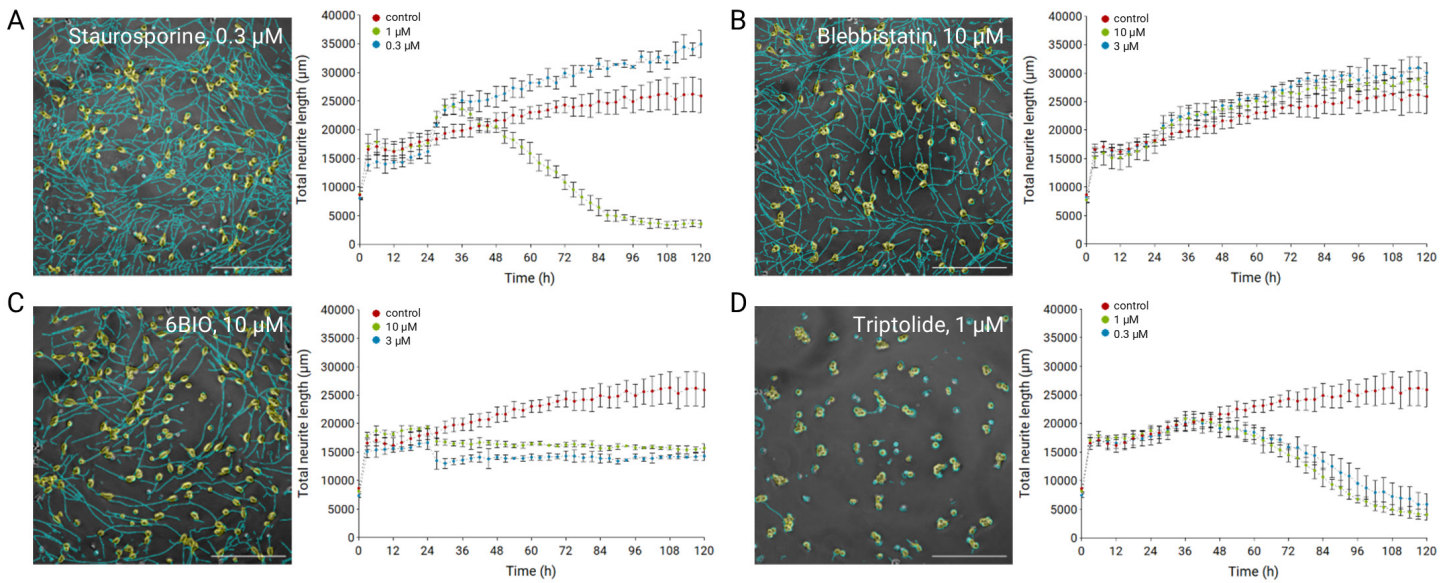 A
Staurosporine, 0.3 µM
Total neurite length (µm)
40000
35000
30000
25000
20000
15000
10000
5000
0
control
1 µM
0.3 µM
0 12 24 36 48 60 72 84 96 108 120
Time (h)
B
Blebbistatin, 10 µM
Total neurite length (µm)
40000
35000
30000
25000
20000
15000
10000
5000
0
control
10 µM
3 µM
0 12 24 36 48 60 72 84 96 108 120
Time (h)
C
6BIO, 10 µM
Total neurite length (µm)
40000
35000
30000
25000
20000
15000
10000
5000
0
control
10 µM
3 µM
0 12 24 36 48 60 72 84 96 108 120
Time (h)
D
Triptolide, 1 µM
Total neurite length (µm)
40000
35000
30000
25000
20000
15000
10000
5000
0
control
1 µM
0.3 µM
0 12 24 36 48 60 72 84 96 108 120
Time (h)